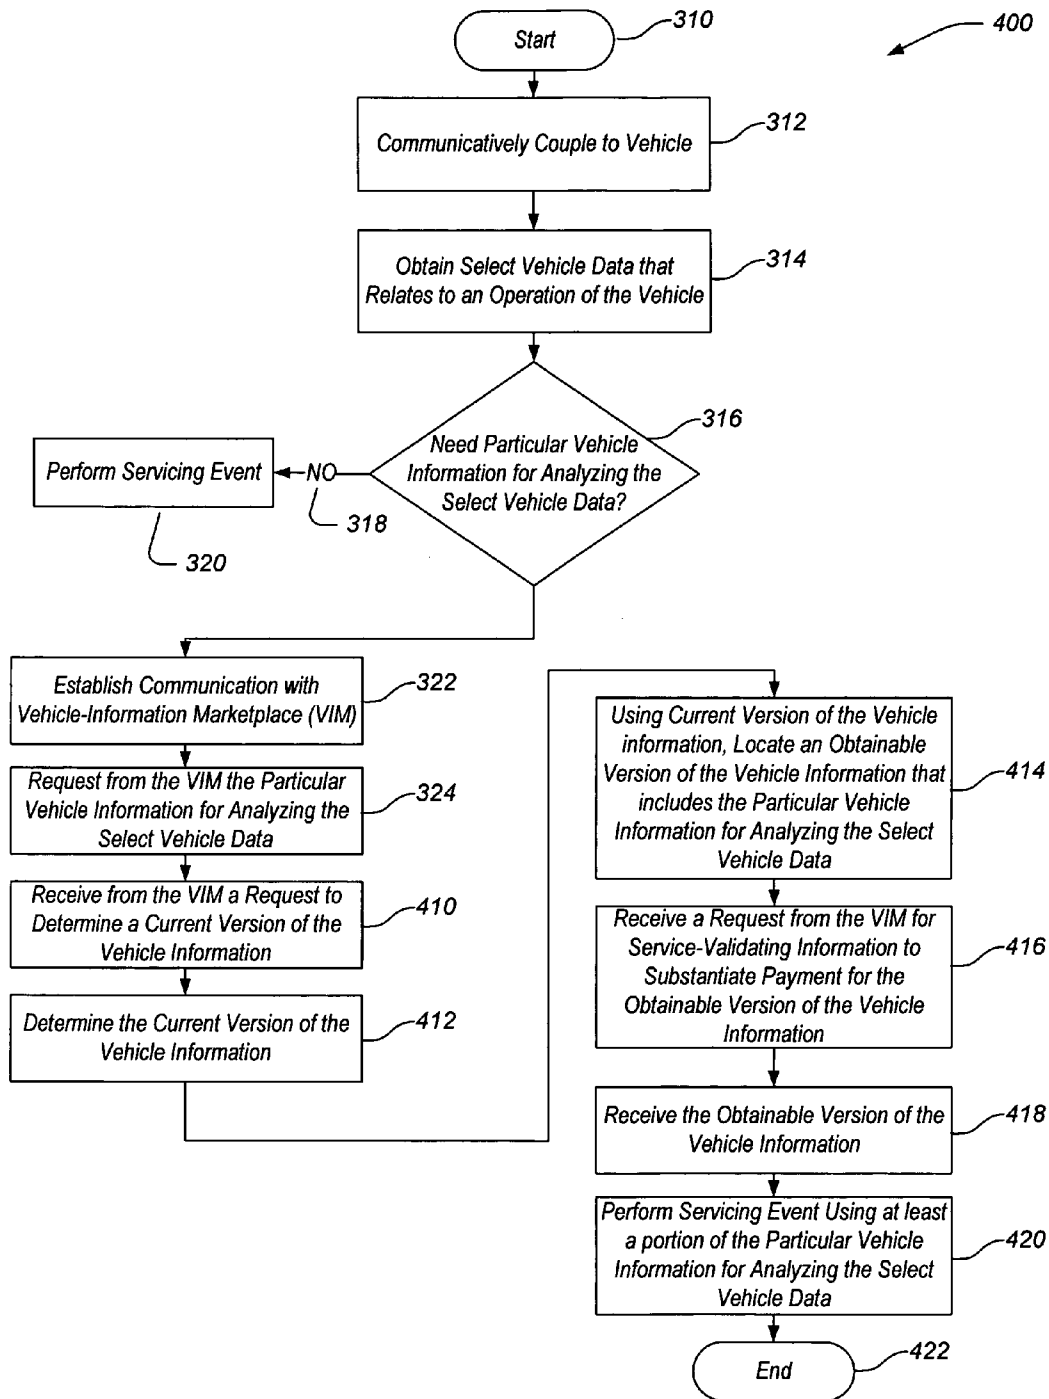 Start
310
400
Communicatively Couple to Vehicle
312
Obtain Select Vehicle Data that
Relates to an Operation of the Vehicle
314
Need Particular Vehicle
Information for Analyzing the
Select Vehicle Data?
316
Perform Servicing Event
NO
318
320
Establish Communication with
Vehicle-Information Marketplace (VIM)
322
Request from the VIM the Particular
Vehicle Information for Analyzing the
Select Vehicle Data
324
Receive from the VIM a Request to
Determine a Current Version of the
Vehicle Information
410
Determine the Current Version of the
Vehicle Information
412
Using Current Version of the Vehicle
information, Locate an Obtainable
Version of the Vehicle Information that
includes the Particular Vehicle
Information for Analyzing the Select
Vehicle Data
414
Receive a Request from the VIM for
Service-Validating Information to
Substantiate Payment for the
Obtainable Version of the Vehicle
Information
416
Receive the Obtainable Version of the
Vehicle Information
418
Perform Servicing Event Using at least
a portion of the Particular Vehicle
Information for Analyzing the Select
Vehicle Data
420
End
422